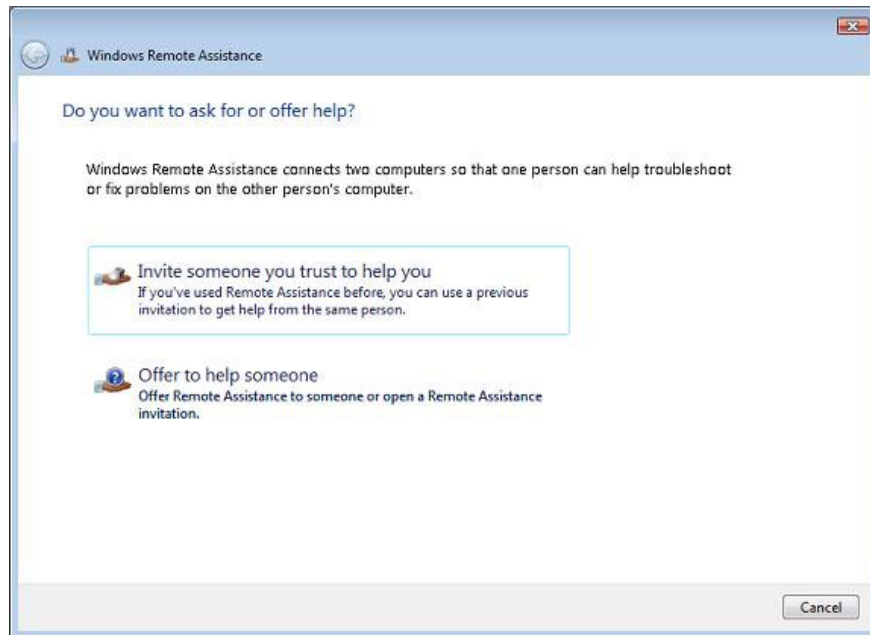 Windows Remote Assistance
Do you want to ask for or offer help?
Windows Remote Assistance connects two computers so that one person can help troubleshoot
or fix problems on the other person's computer.
Invite someone you trust to help you
If you've used Remote Assistance before, you can use a previous
invitation to get help from the same person.
Offer to help someone
Offer Remote Assistance to someone or open a Remote Assistance
invitation.
Cancel